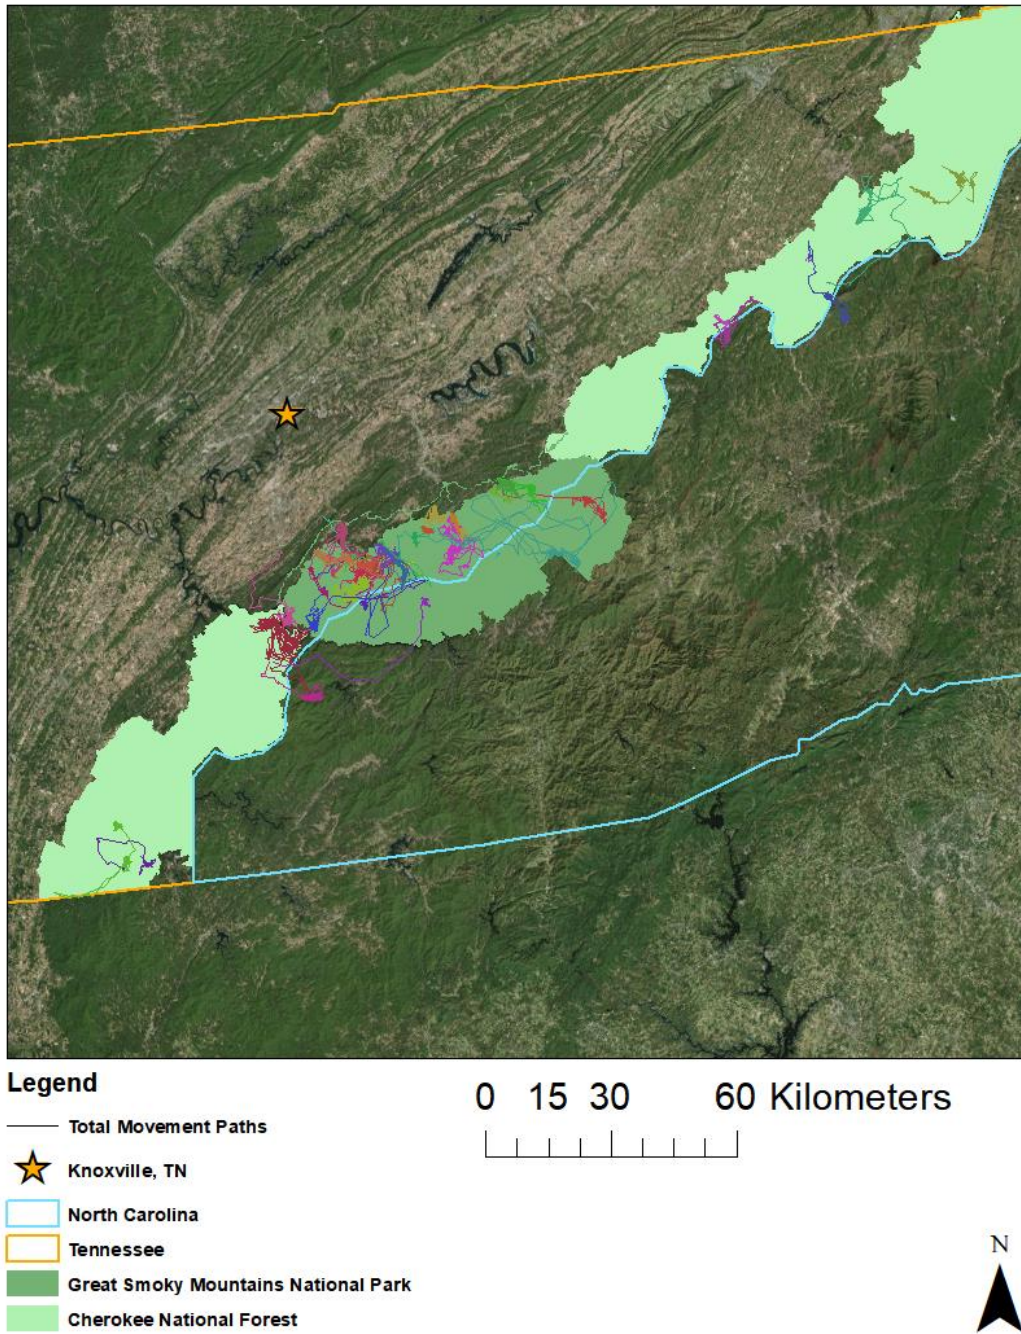 Legend
Total Movement Paths
Knoxville, TN
North Carolina
Tennessee
Great Smoky Mountains National Park
Cherokee National Forest
0 15 30 60 Kilometers
N